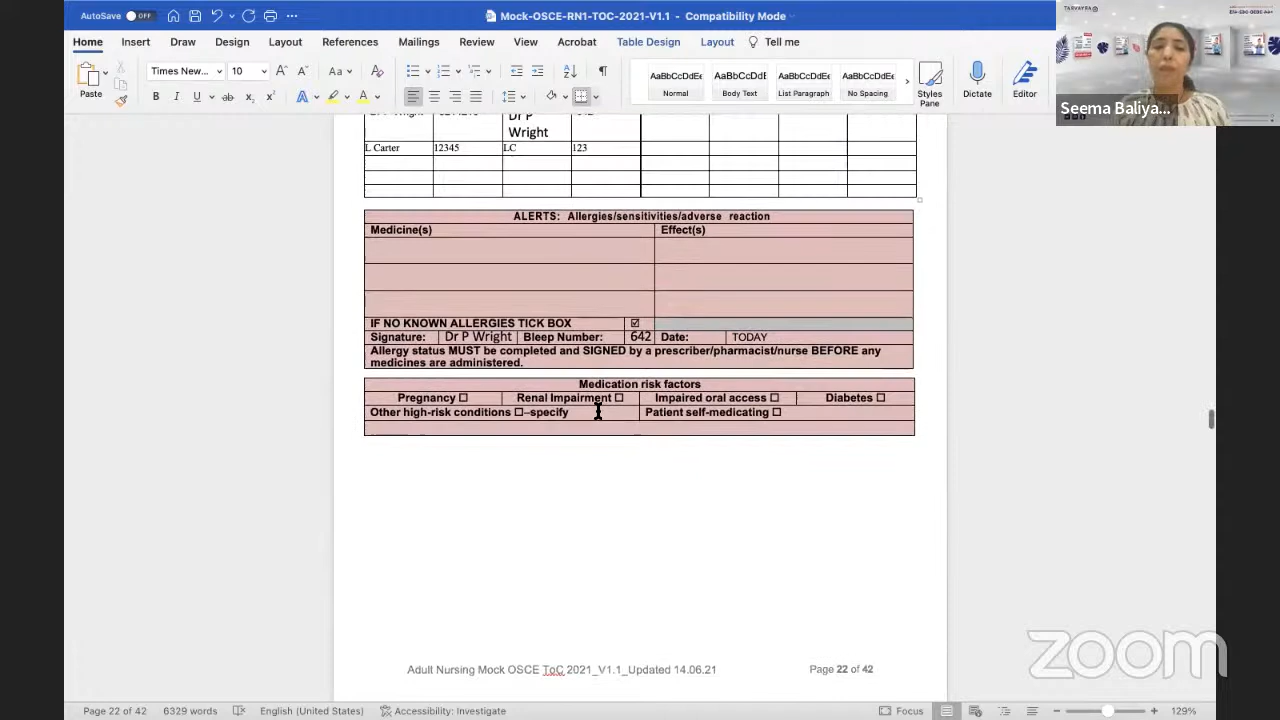 AutoSave OFF
Mock-OSCE-RN1-TOC-2021-V1.1 - Compatibility Mode
Home Insert Draw Design Layout References Mailings Review View Acrobat Table Design Layout Tell me
Paste
Times New... 10
AaBbCcDdEe AaBbCcDdE AaBbCcDdEe AaBbCcDdEe
Normal Body Text List Paragraph No Spacing
Styles Pane
Dictate
Editor
Seema Baliya...
Dr P
Wright
L Carter 12345 LC 123
ALERTS: Allergies/sensitivities/adverse reaction
Medicine(s) Effect(s)
IF NO KNOWN ALLERGIES TICK BOX ☑
Signature: Dr P Wright Bleep Number: 642 Date: TODAY
Allergy status MUST be completed and SIGNED by a prescriber/pharmacist/nurse BEFORE any
medicines are administered.
Medication risk factors
Pregnancy ☐ Renal Impairment ☐ Impaired oral access ☐ Diabetes ☐
Other high-risk conditions ☐–specify Patient self-medicating ☐
Adult Nursing Mock OSCE ToC 2021_V1.1_Updated 14.06.21 Page 22 of 42
zoom
Page 22 of 42 6329 words English (United States) Accessibility: Investigate Focus 129%